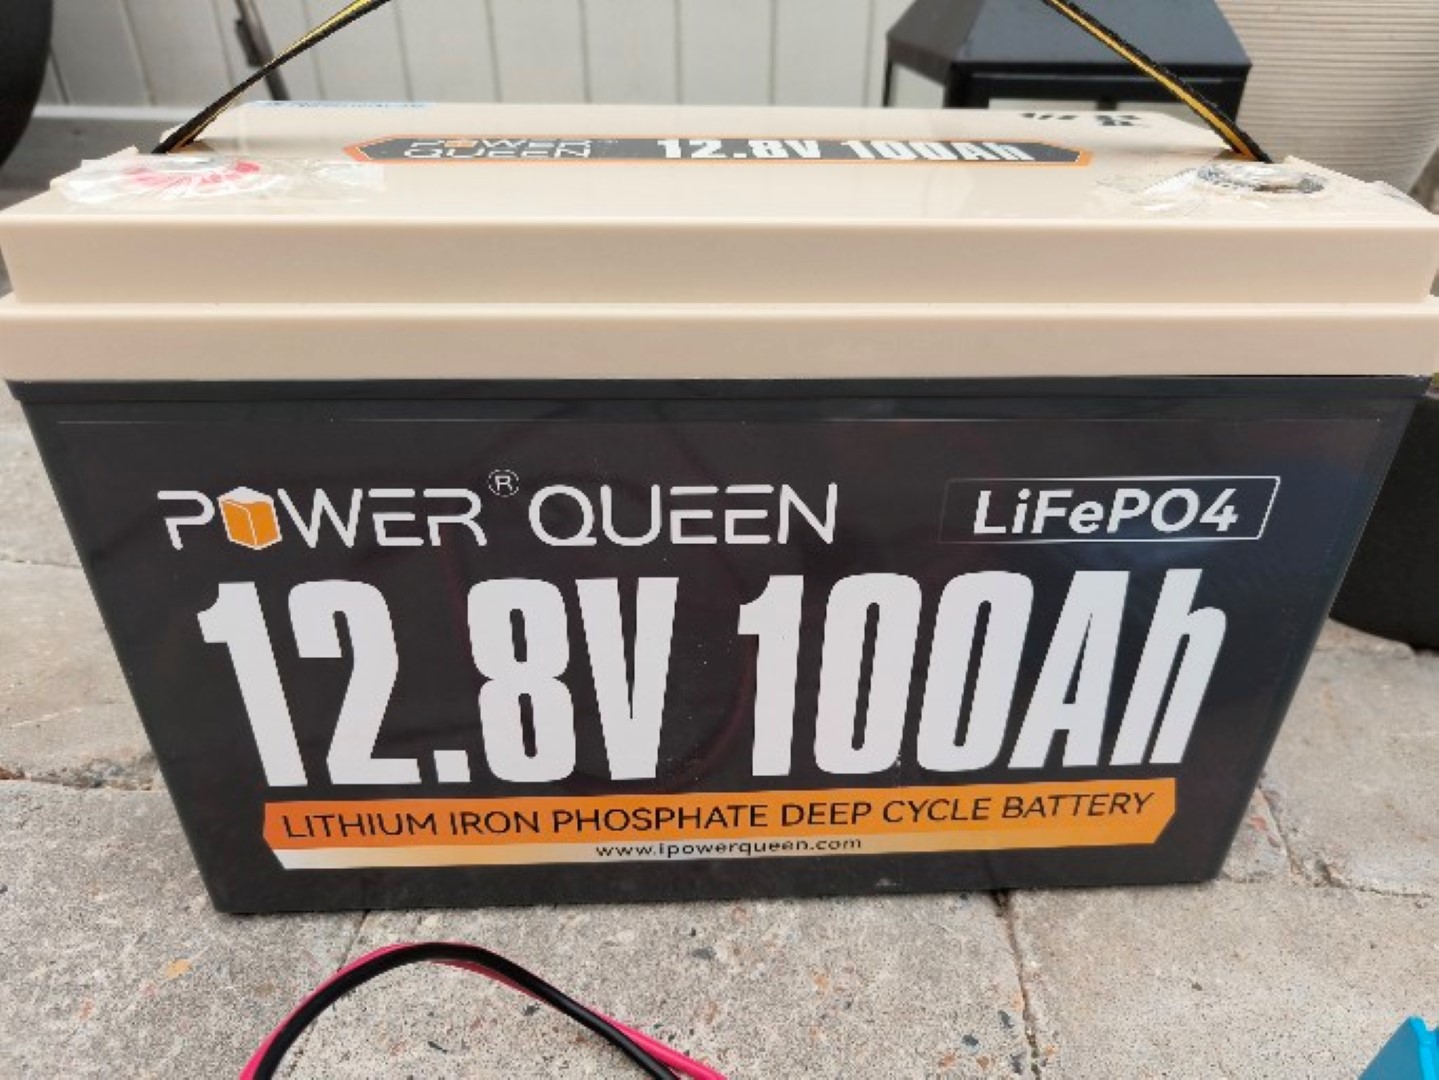 POWER QUEEN 12.8V 100Ah
POWER® QUEEN LiFePO4
12.8V 100Ah
LITHIUM IRON PHOSPHATE DEEP CYCLE BATTERY
www.ipowerqueen.com